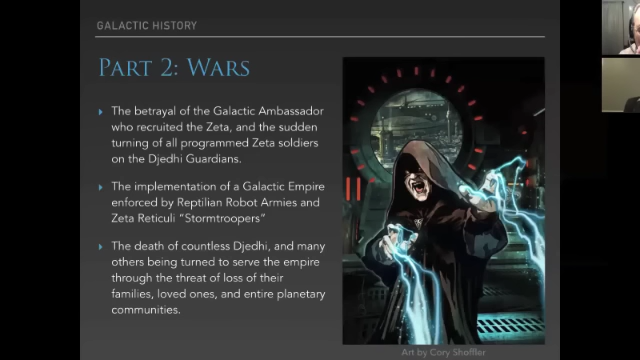 GALACTIC HISTORY
PART 2: WARS
The betrayal of the Galactic Ambassador
who recruited the Zeta, and the sudden
turning of all programmed Zeta soldiers
on the Djedhi Guardians.
The implementation of a Galactic Empire
enforced by Reptilian Robot Armies and
Zeta Reticuli “Stormtroopers”
The death of countless Djedhi, and many
others being turned to serve the empire
through the threat of loss of their
families, loved ones, and entire planetary
communities.
Art by Cory Shoffler